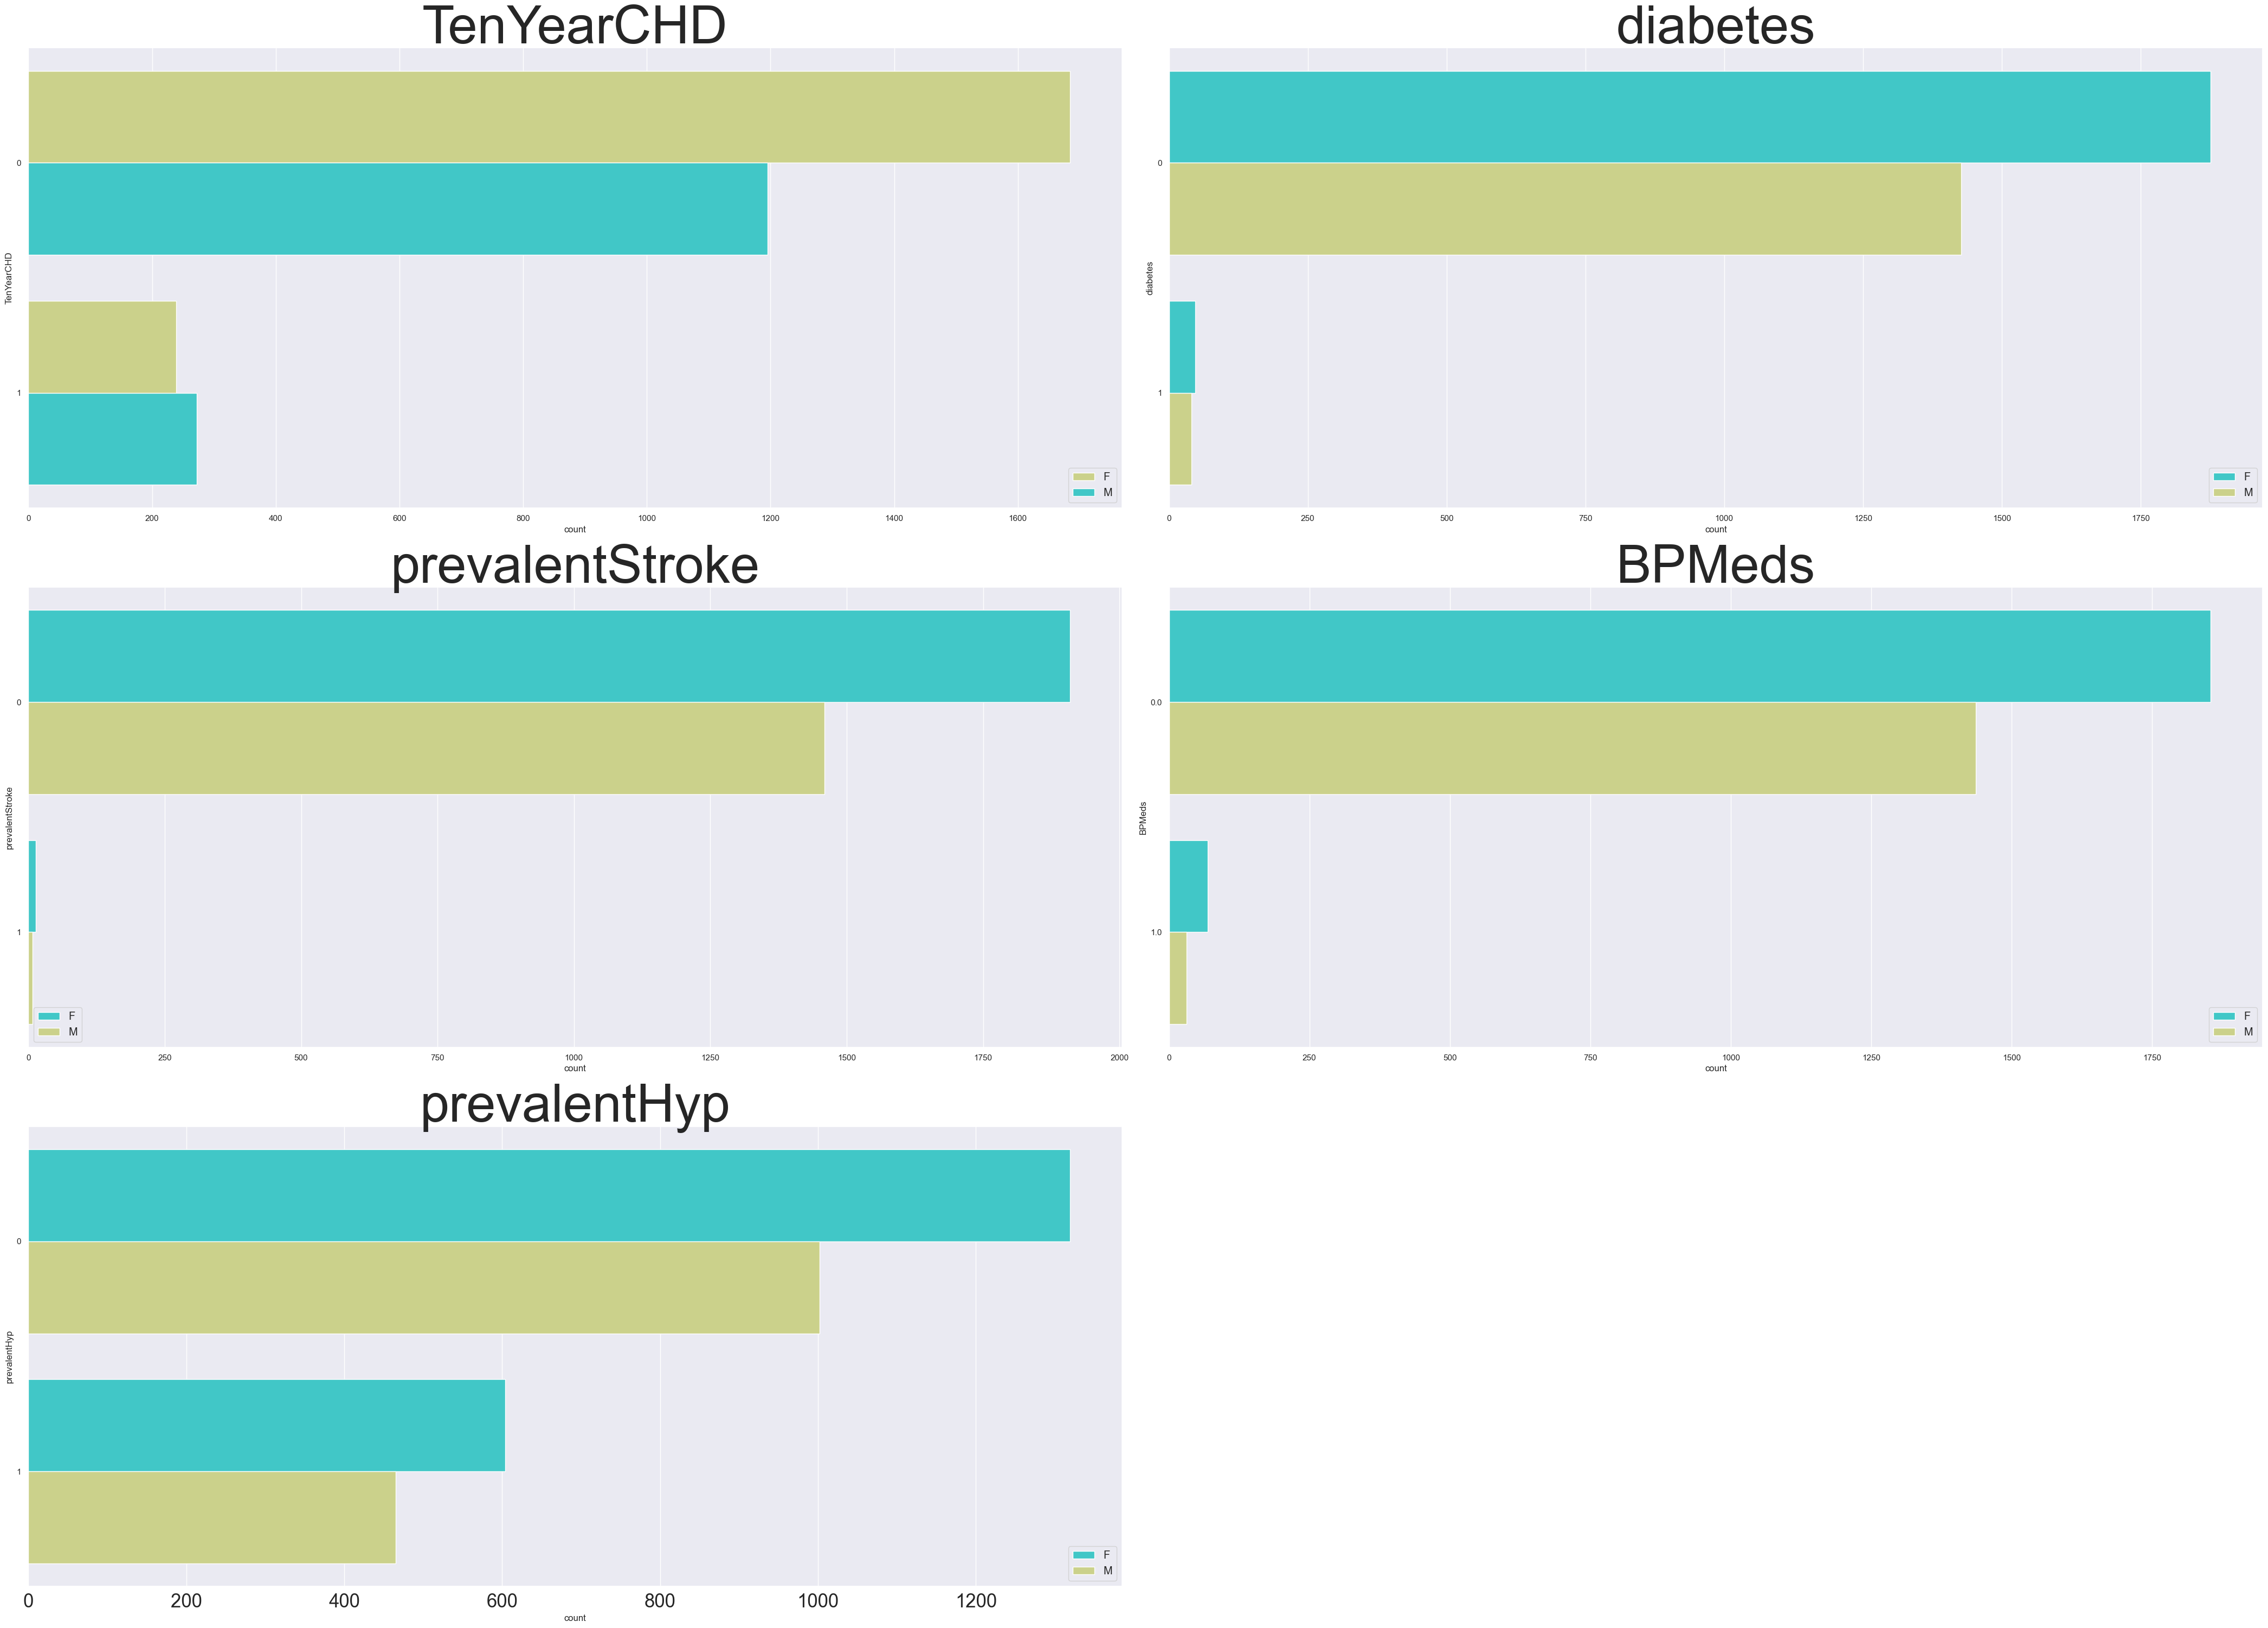 TenYearCHD
TenYearCHD
0
1
0 200 400 600 800 1000 1200 1400 1600
count
F
M
diabetes
diabetes
0
1
0 250 500 750 1000 1250 1500 1750
count
F
M
prevalentStroke
prevalentStroke
0
1
0 250 500 750 1000 1250 1500 1750 2000
count
F
M
BPMeds
BPMeds
0.0
1.0
0 250 500 750 1000 1250 1500 1750
count
F
M
prevalentHyp
prevalentHyp
0
1
0 200 400 600 800 1000 1200
count
F
M